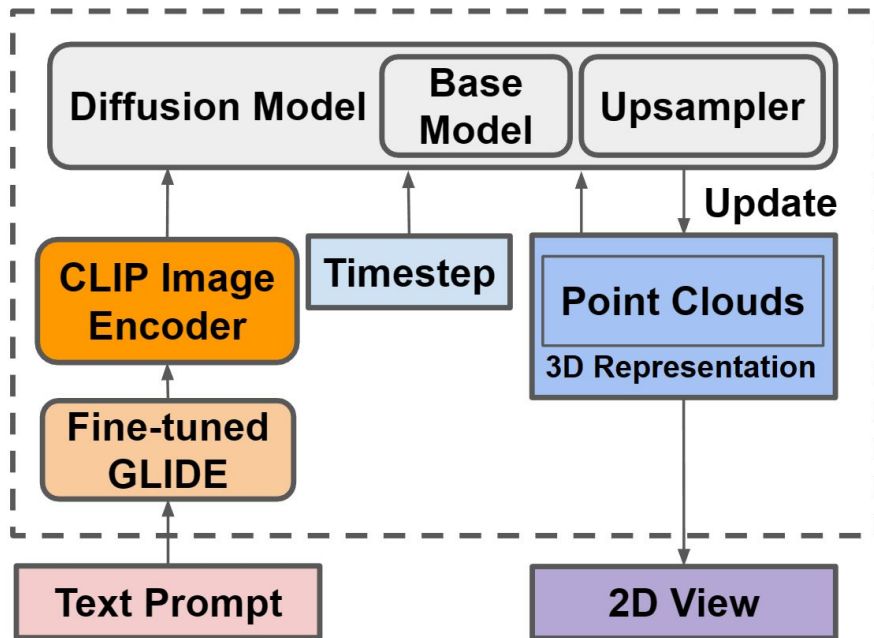 Diffusion Model
Base
Model
Upsampler
Update
CLIP Image
Encoder
Timestep
Point Clouds
3D Representation
Fine-tuned
GLIDE
Text Prompt
2D View